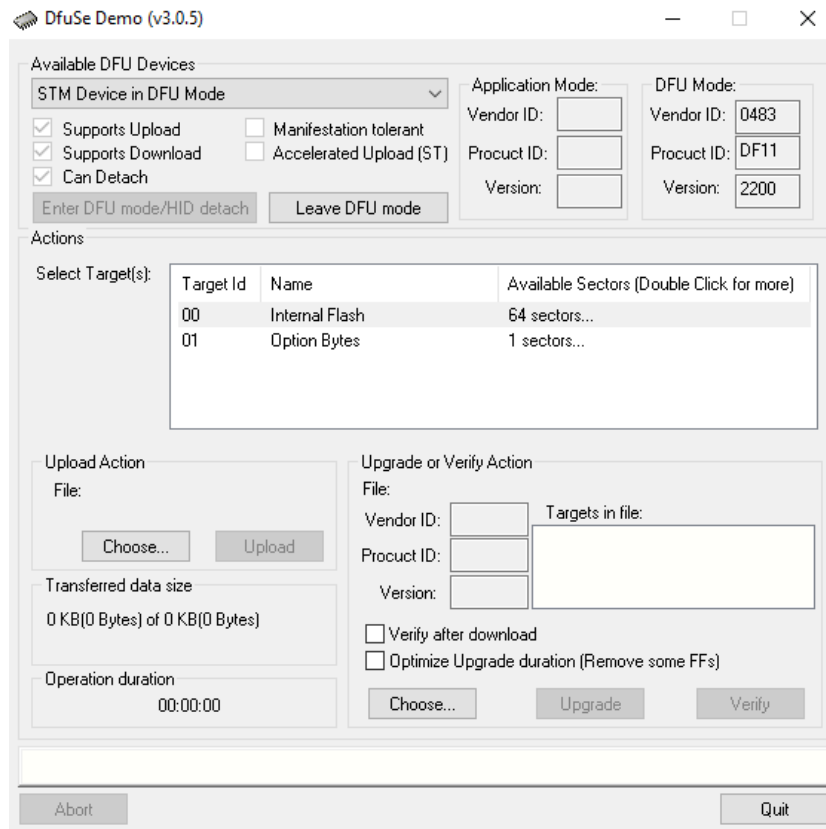 DfuSe Demo (v3.0.5)
Available DFU Devices
STM Device in DFU Mode
Supports Upload
Manifestation tolerant
Supports Download
Accelerated Upload (ST)
Can Detach
Enter DFU mode/HID detach
Leave DFU mode
Application Mode:
Vendor ID:
Procuct ID:
Version:
DFU Mode:
Vendor ID: 0483
Procuct ID: DF11
Version: 2200
Actions
Select Target(s):
Target Id Name Available Sectors (Double Click for more)
00 Internal Flash 64 sectors...
01 Option Bytes 1 sectors...
Upload Action
File:
Choose... Upload
Transferred data size
0 KB(0 Bytes) of 0 KB(0 Bytes)
Operation duration
00:00:00
Upgrade or Verify Action
File:
Vendor ID:
Procuct ID:
Version:
Targets in file:
Verify after download
Optimize Upgrade duration (Remove some FFs)
Choose... Upgrade Verify
Abort Quit